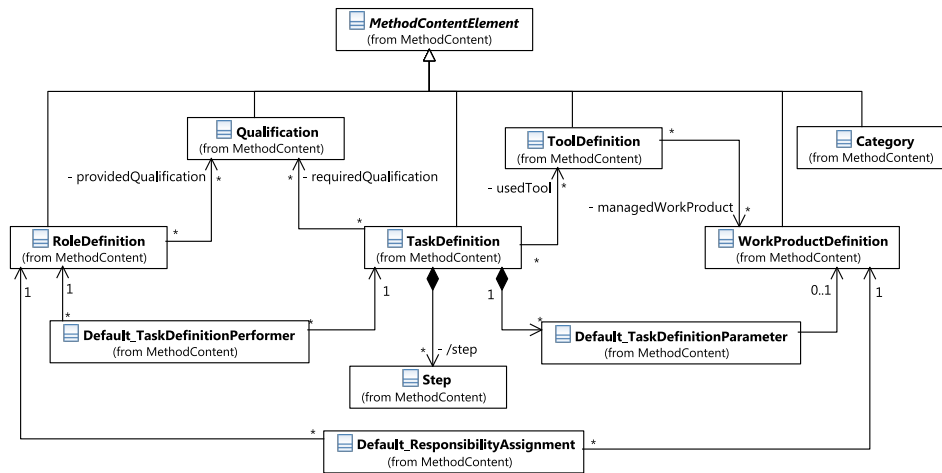 MethodContentElement
(from MethodContent)
Qualification
(from MethodContent)
ToolDefinition
(from MethodContent)
*
Category
(from MethodContent)
- providedQualification
*
* - requiredQualification
- usedTool
*
- managedWorkProduct
*
RoleDefinition
(from MethodContent)
*
*
TaskDefinition
(from MethodContent)
*
WorkProductDefinition
(from MethodContent)
1
1
1
1
0..1
1
*
Default_TaskDefinitionPerformer
(from MethodContent)
*
*
Default_TaskDefinitionParameter
(from MethodContent)
* - /step
Step
(from MethodContent)
*
Default_ResponsibilityAssignment
(from MethodContent)
*